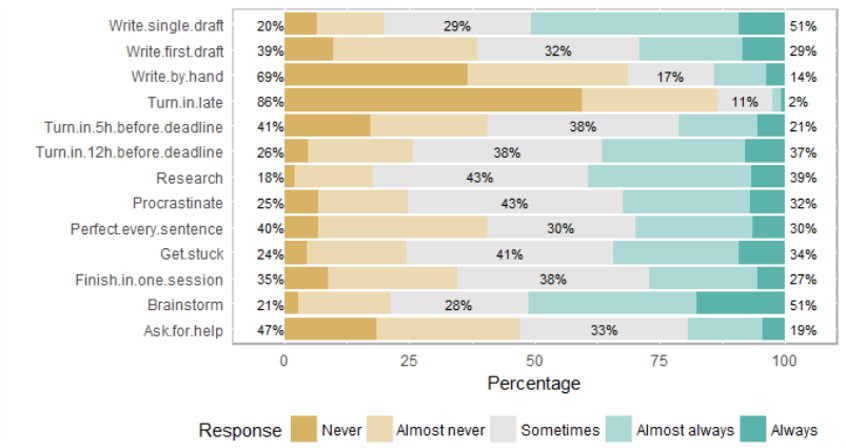 Write.single.draft 20% 29% 51%
Write.first.draft 39% 32% 29%
Write.by.hand 69% 17% 14%
Turn.in.late 86% 11% 2%
Turn.in.5h.before.deadline 41% 38% 21%
Turn.in.12h.before.deadline 26% 38% 37%
Research 18% 43% 39%
Procrastinate 25% 43% 32%
Perfect.every.sentence 40% 30% 30%
Get.stuck 24% 41% 34%
Finish.in.one.session 35% 38% 27%
Brainstorm 21% 28% 51%
Ask.for.help 47% 33% 19%
0 25 50 75 100
Percentage
Response Never Almost never Sometimes Almost always Always